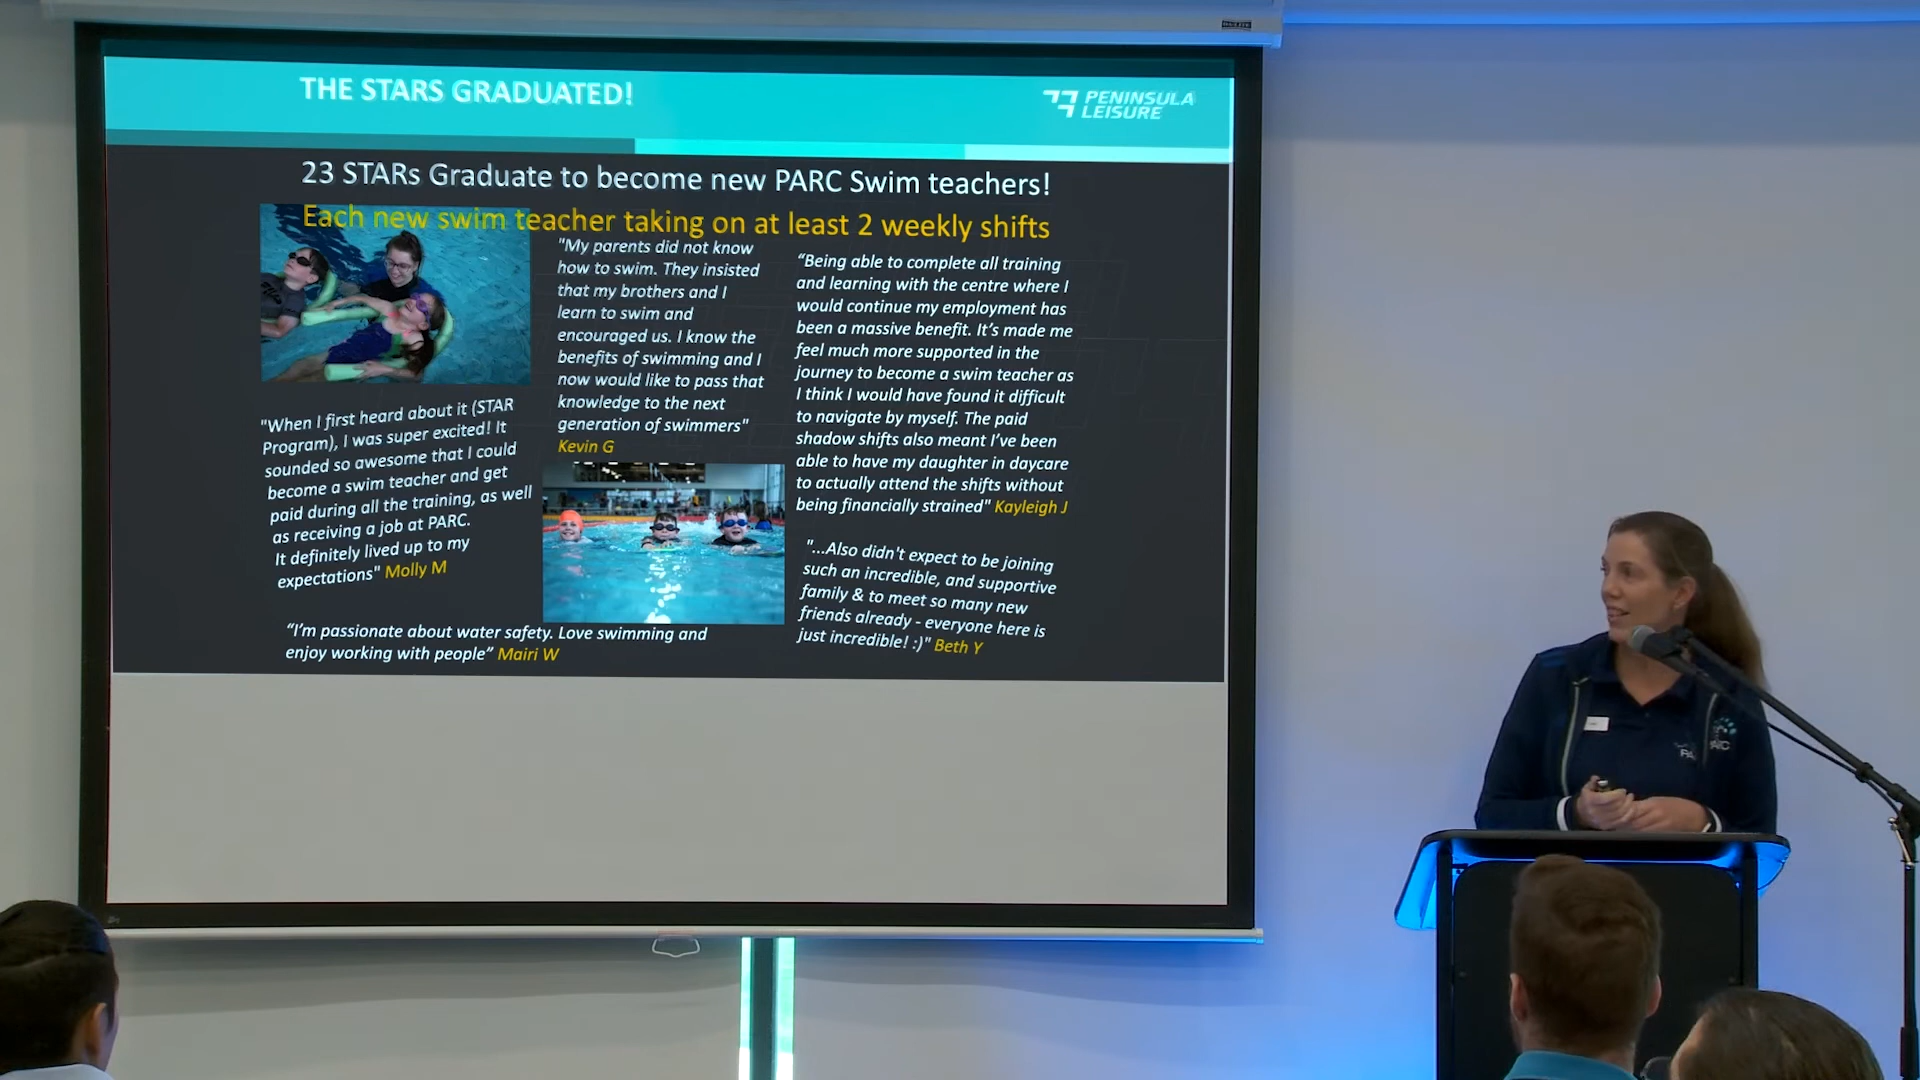 THE STARS GRADUATED!
PENINSULA
LEISURE
23 STARs Graduate to become new PARC Swim teachers!
Each new swim teacher taking on at least 2 weekly shifts
"My parents did not know
how to swim. They insisted
that my brothers and I
learn to swim and
encouraged us. I know the
benefits of swimming and I
now would like to pass that
knowledge to the next
generation of swimmers"
Kevin G
"When I first heard about it (STAR
Program), I was super excited! It
sounded so awesome that I could
become a swim teacher and get
paid during all the training, as well
as receiving a job at PARC.
It definitely lived up to my
expectations" Molly M
“I’m passionate about water safety. Love swimming and
enjoy working with people” Mairi W
“Being able to complete all training
and learning with the centre where I
would continue my employment has
been a massive benefit. It’s made me
feel much more supported in the
journey to become a swim teacher as
I think I would have found it difficult
to navigate by myself. The paid
shadow shifts also meant I’ve been
able to have my daughter in daycare
to actually attend the shifts without
being financially strained" Kayleigh J
"...Also didn't expect to be joining
such an incredible, and supportive
family & to meet so many new
friends already - everyone here is
just incredible! :)" Beth Y